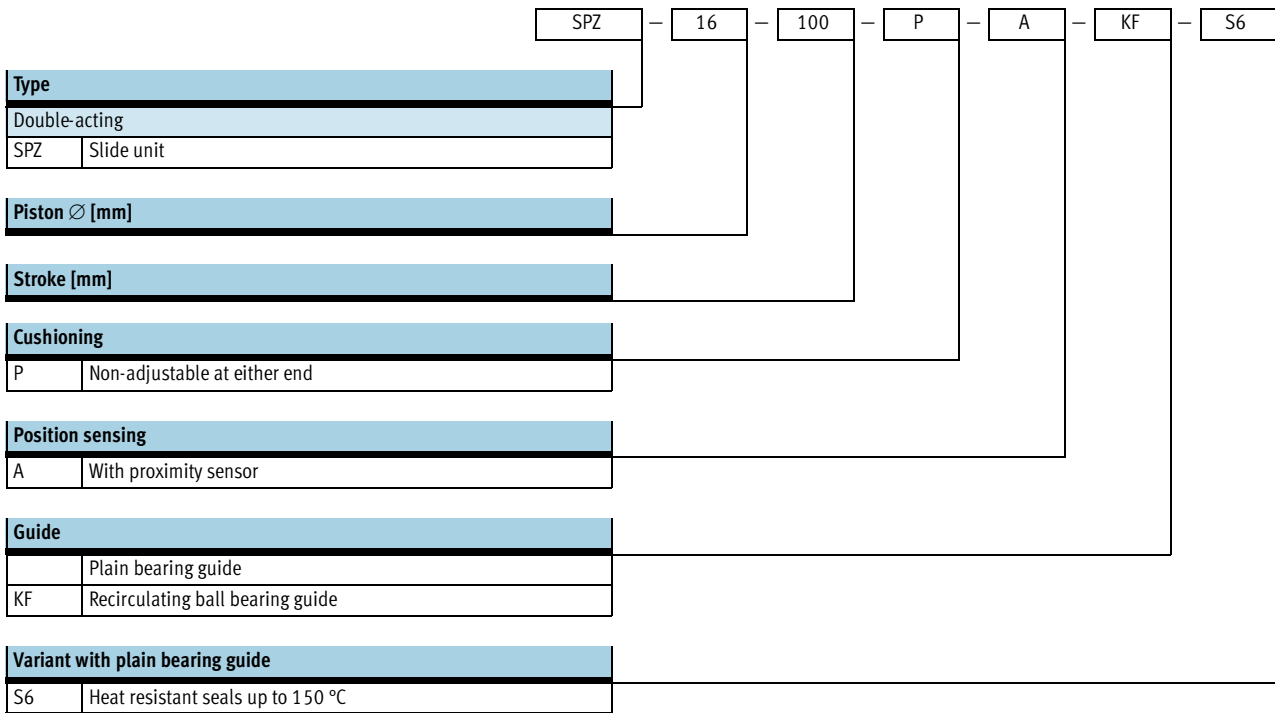 SPZ – 16 – 100 – P – A – KF – S6
Type
Double-acting
SPZ Slide unit
Piston ∅ [mm]
Stroke [mm]
Cushioning
P Non-adjustable at either end
Position sensing
A With proximity sensor
Guide
Plain bearing guide
KF Recirculating ball bearing guide
Variant with plain bearing guide
S6 Heat resistant seals up to 150 °C